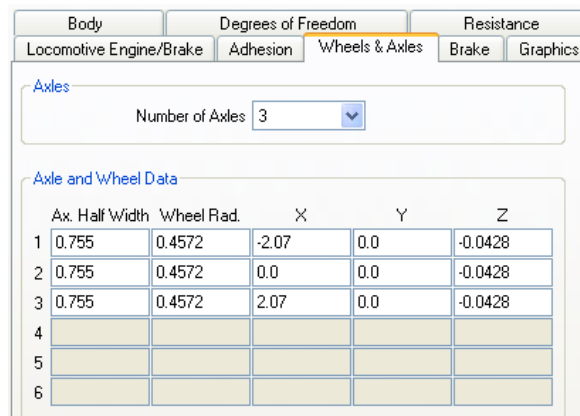 Body Degrees of Freedom Resistance
Locomotive Engine/Brake Adhesion Wheels & Axles Brake Graphics
Axles
Number of Axles 3
Axle and Wheel Data
Ax. Half Width Wheel Rad. X Y Z
1 0.755 0.4572 -2.07 0.0 -0.0428
2 0.755 0.4572 0.0 0.0 -0.0428
3 0.755 0.4572 2.07 0.0 -0.0428
4
5
6